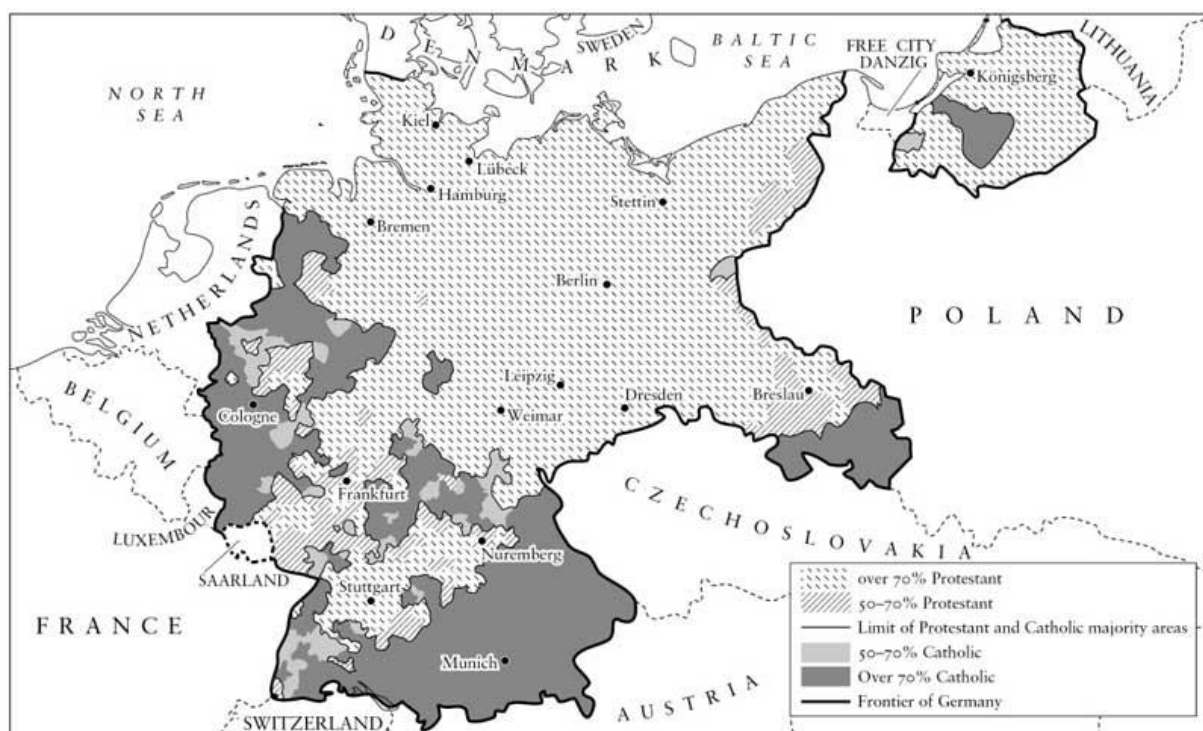 DENMARK
SWEDEN
BALTIC
SEA
FREE CITY
DANZIG
LITHUANIA
NORTH
SEA
Königsberg
Kiel
Lübeck
Hamburg
Stettin
Bremen
NETHERLANDS
Berlin
POLAND
BELGIUM
Leipzig
Cologne
Weimar
Dresden
Breslau
Frankfurt
CZECHOSLOVAKIA
LUXEMBOUR
Nuremberg
SAARLAND
Stuttgart
FRANCE
Munich
SWITZERLAND
AUSTRIA
over 70% Protestant
50–70% Protestant
Limit of Protestant and Catholic majority areas
50–70% Catholic
Over 70% Catholic
Frontier of Germany